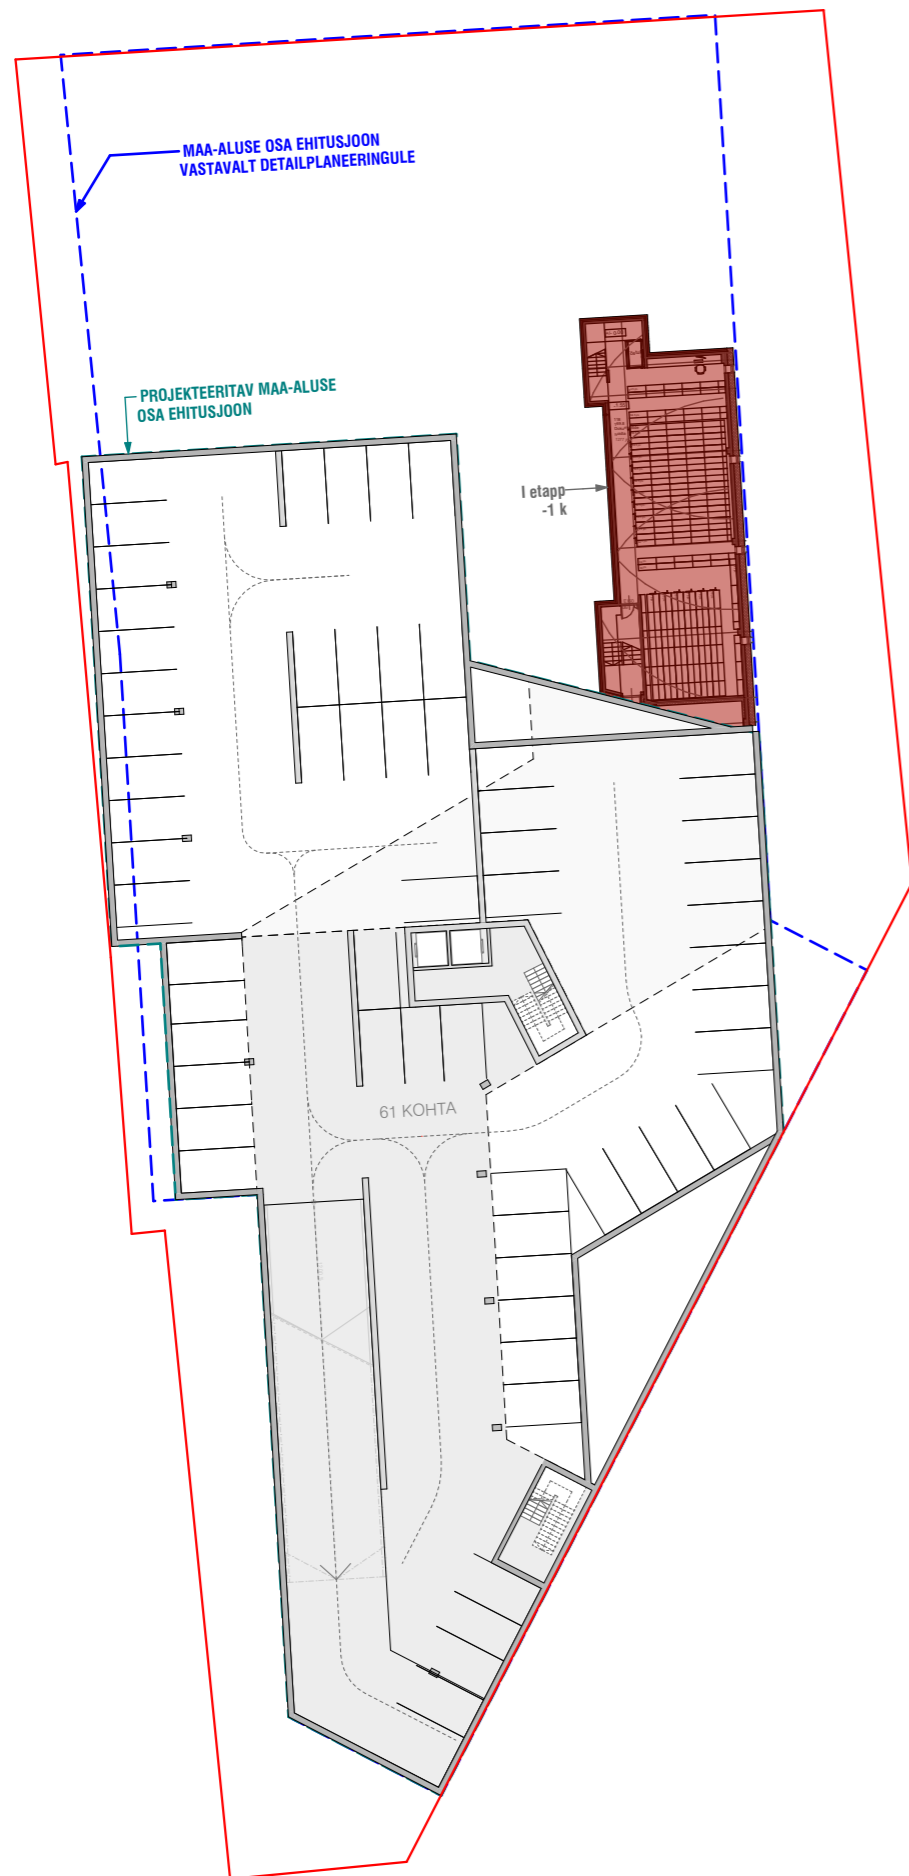 MAA-ALUSE OSA EHITUSJOON
VASTAVALT DETAILPLANEERINGULE
PROJEKTEERITAV MAA-ALUSE
OSA EHITUSJOON
I etapp
-1 k
61 KOHTA